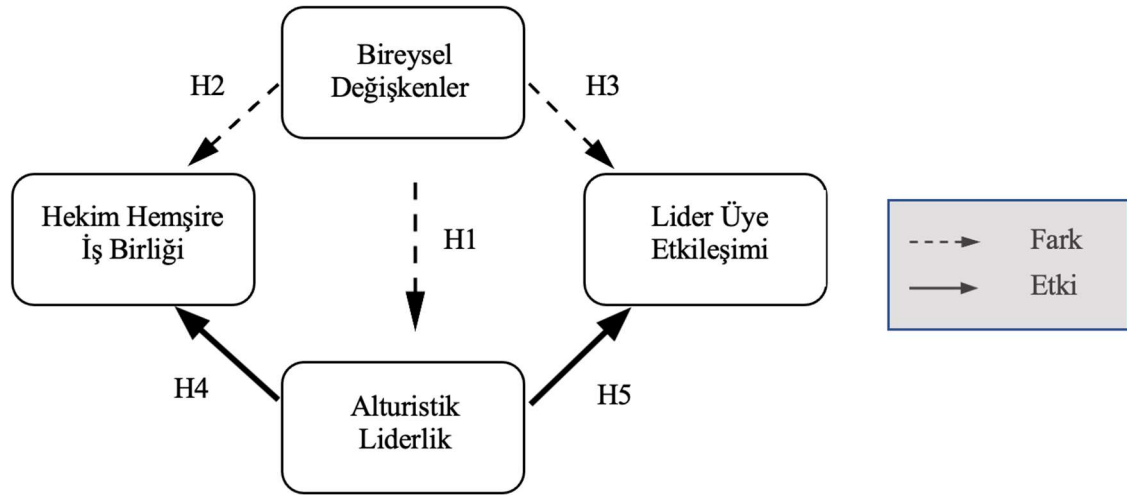 Bireysel
Değişkenler
H2
H3
Hekim Hemşire
İş Birliği
H1
Lider Üye
Etkileşimi
Fark
Etki
H4
Alturistik
Liderlik
H5